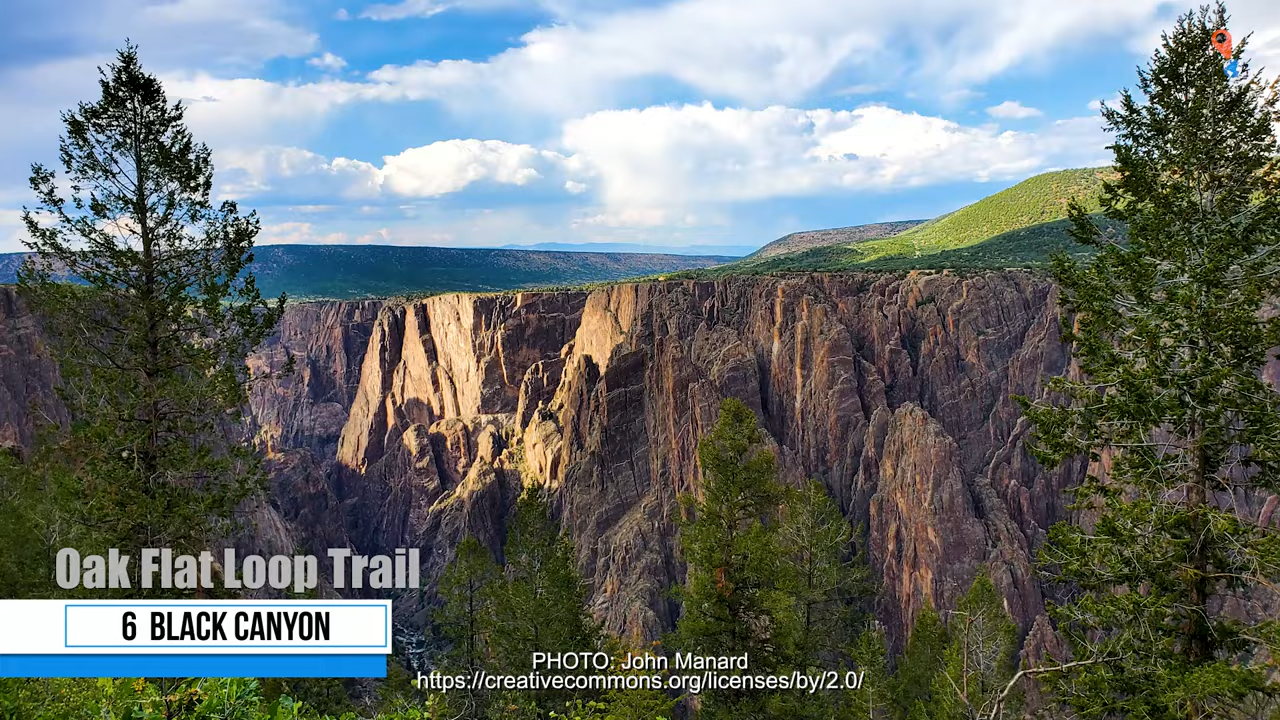 Oak Flat Loop Trail
6 BLACK CANYON
PHOTO: John Manard
https://creativecommons.org/licenses/by/2.0/